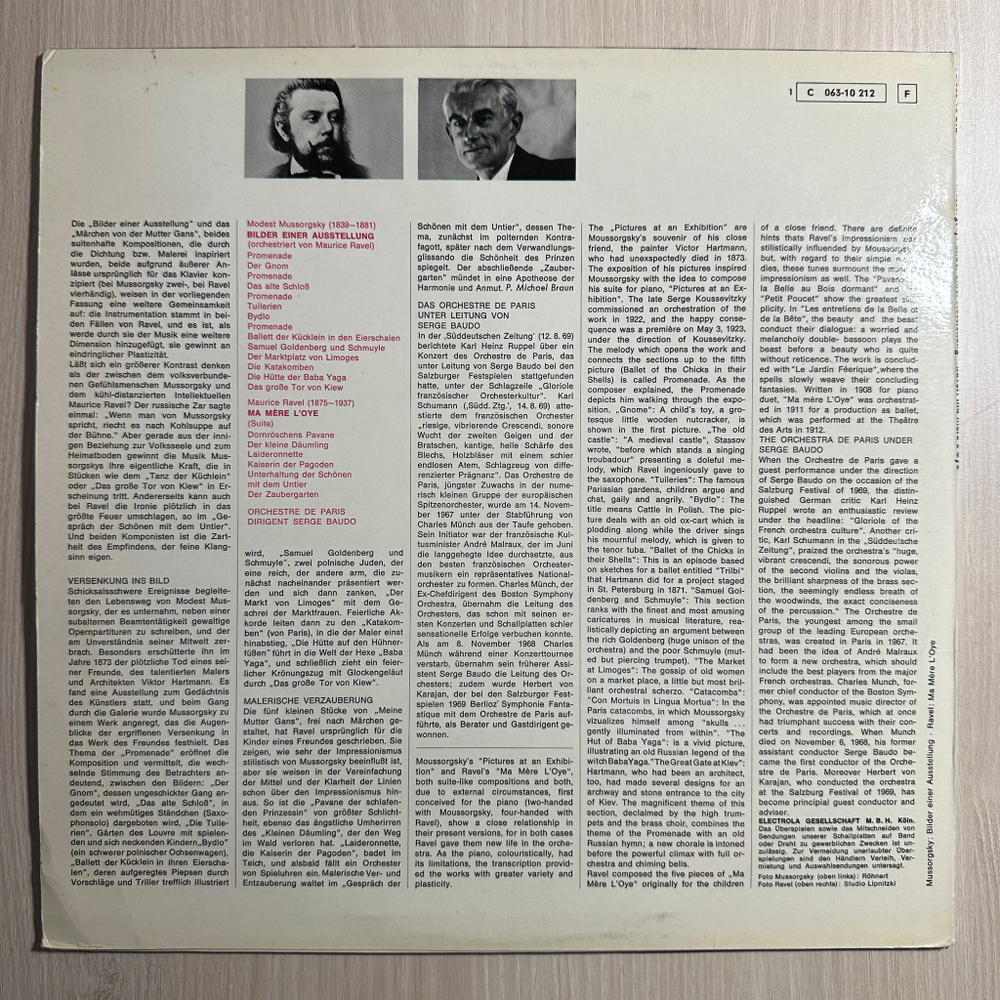 1 C 063-10 212 F
Die „Bilder einer Ausstellung" und das
„Märchen von der Mutter Gans", beides
suitenhafte Kompositionen, die durch
die Dichtung bzw. Malerei inspiriert
wurden, beide aufgrund äußerer An-
lässe ursprünglich für das Klavier kon-
zipiert (bei Mussorgsky zwei-, bei Ravel
vierhändig), weisen in der vorliegenden
Fassung eine weitere Gemeinsamkeit
auf: die Instrumentation stammt in bei-
den Fällen von Ravel, und es ist, als
werde durch sie der Musik eine weitere
Dimension hinzugefügt, sie gewinnt an
eindringlicher Plastizität.
Läßt sich ein größerer Kontrast denken
als der zwischen dem volksverbunde-
nen Gefühlsmenschen Mussorgsky und
dem kühl-distanzierten Intellektuellen
Maurice Ravel? Der russische Zar sagte
einmal: „Wenn man von Mussorgsky
spricht, riecht es nach Kohlsuppe auf
der Bühne." Aber gerade aus der inni-
gen Beziehung zur Volksseele und zum
Heimatboden gewinnt die Musik Mus-
sorgskys ihre eigentliche Kraft, die in
Stücken wie dem „Tanz der Küchlein"
oder „Das große Tor von Kiew" in Er-
scheinung tritt. Andererseits kann auch
bei Ravel die Ironie plötzlich in das
größte Feuer umschlagen, so im „Ge-
spräch der Schönen mit dem Untier".
Und beiden Komponisten ist die Zart-
heit des Empfindens, der feine Klang-
sinn eigen.
VERSENKUNG INS BILD
Schicksalsschwere Ereignisse begleite-
ten den Lebensweg von Modest Mus-
sorgsky, der es unternahm, neben einer
subalternen Beamtentätigkeit gewaltige
Opernpartituren zu schreiben, und der
am Unverständnis seiner Mitwelt zer-
brach. Besonders erschütterte ihn im
Jahre 1873 der plötzliche Tod eines sei-
ner Freunde, des talentierten Malers
und Architekten Viktor Hartmann. Es
fand eine Ausstellung zum Gedächtnis
des Künstlers statt, und beim Gang
durch die Galerie wurde Mussorgsky zu
einem Werk angeregt, das die Augen-
blicke der ergriffenen Versenkung in
das Werk des Freundes festhielt. Das
Thema der „Promenade" eröffnet die
Komposition und vermittelt, die wech-
selnde Stimmung des Betrachters an-
deutend, zwischen den Bildern: „Der
Gnom", dessen ungeschickter Gang an-
gedeutet wird, „Das alte Schloß", in
dem ein wehmütiges Ständchen (Saxo-
phonsolo) dargeboten wird, „Die Tuile-
rien", Gärten des Louvre mit spielen-
den und sich neckenden Kindern, „Bydlo"
(ein schwerer polnischer Ochsenwagen),
„Ballett der Kücklein in ihren Eierscha-
len", deren aufgeregtes Piepsen durch
Vorschläge und Triller trefflich illustriert
Modest Mussorgsky (1839–1881)
BILDER EINER AUSSTELLUNG
(orchestriert von Maurice Ravel)
Promenade
Der Gnom
Promenade
Das alte Schloß
Promenade
Tuilerien
Bydlo
Promenade
Ballett der Kücklein in den Eierschalen
Samuel Goldenberg und Schmuyle
Der Marktplatz von Limoges
Die Katakomben
Die Hütte der Baba Yaga
Das große Tor von Kiew
Maurice Ravel (1875–1937)
MA MÈRE L'OYE
(Suite)
Dornröschens Pavane
Der kleine Däumling
Laideronnette
Kaiserin der Pagoden
Unterhaltung der Schönen
mit dem Untier
Der Zaubergarten
ORCHESTRE DE PARIS
DIRIGENT SERGE BAUDO
wird, „Samuel Goldenberg und
Schmuyle", zwei polnische Juden, der
eine reich, der andere arm, die zu-
nächst nacheinander präsentiert wer-
den und sich dann zanken, „Der
Markt von Limoges" mit dem Ge-
schrei der Marktfrauen. Feierliche Ak-
korde leiten dann zu den „Katakom-
ben" (von Paris), in die der Maler einst
hinabstieg, „Die Hütte auf den Hühner-
füßen" führt in die Welt der Hexe „Baba
Yaga", und schließlich zieht ein feier-
licher Krönungszug mit Glockengeläut
durch „Das große Tor von Kiew".
MALERISCHE VERZAUBERUNG
Die fünf kleinen Stücke von „Meine
Mutter Gans", frei nach Märchen ge-
staltet, hat Ravel ursprünglich für die
Kinder eines Freundes geschrieben. Sie
zeigen, wie sehr der Impressionismus
stilistisch von Mussorgsky beeinflußt ist,
aber sie weisen in der Vereinfachung
der Mittel und der Klarheit der Linien
schon über den Impressionismus hin-
aus. So ist die „Pavane der schlafen-
den Prinzessin" von größter Schlicht-
heit, ebenso das ängstliche Umherirren
des „Kleinen Däumling", der den Weg
im Wald verloren hat. „Laideronnette,
die Kaiserin der Pagoden", badet im
Teich, und alsbald fällt ein Orchester
von Spieluhren ein. Malerische Ver- und
Entzauberung waltet im „Gespräch der
Schönen mit dem Untier", dessen The-
ma, zunächst im polternden Kontra-
fagott, später nach dem Verwandlungs-
glissando die Schönheit des Prinzen
spiegelt. Der abschließende „Zauber-
garten" mündet in eine Apotheose der
Harmonie und Anmut. P. Michael Braun
DAS ORCHESTRE DE PARIS
UNTER LEITUNG VON
SERGE BAUDO
In der ‚Süddeutschen Zeitung' (12. 8. 69)
berichtete Karl Heinz Ruppel über ein
Konzert des Orchestre de Paris, das
unter Leitung von Serge Baudo bei den
Salzburger Festspielen stattgefunden
hatte, unter der Schlagzeile „Gloriole
französischer Orchesterkultur". Karl
Schumann (‚Südd. Ztg.', 14. 8. 69) atte-
stierte dem französischen Orchester
„riesige, vibrierende Crescendi, sonore
Wucht der zweiten Geigen und der
Bratschen, kantige, helle Schärfe des
Blechs, Holzbläser mit einem schier
endlosen Atem, Schlagzeug von diffe-
renzierter Prägnanz". Das Orchestre de
Paris, jüngster Zuwachs in der nume-
risch kleinen Gruppe der europäischen
Spitzenorchester, wurde am 14. Novem-
ber 1967 unter der Stabführung von
Charles Münch aus der Taufe gehoben.
Sein Initiator war der französische Kul-
tusminister André Malraux, der im Juni
die langgehegte Idee durchsetzte, aus
den besten französischen Orchester-
musikern ein repräsentatives National-
orchester zu formen. Charles Münch, der
Ex-Chefdirigent des Boston Symphony
Orchestra, übernahm die Leitung des
Orchesters, das schon mit seinen er-
sten Konzerten und Schallplatten schier
sensationelle Erfolge verbuchen konnte.
Als am 8. November 1968 Charles
Münch während einer Konzerttournee
verstarb, übernahm sein früherer Assi-
stent Serge Baudo die Leitung des Or-
chesters; zudem wurde Herbert von
Karajan, der bei den Salzburger Fest-
spielen 1969 Berlioz' Symphonie Fanta-
stique mit dem Orchestre de Paris auf-
führte, als Berater und Gastdirigent ge-
wonnen.
Moussorgsky's "Pictures at an Exhibi-
tion" and Ravel's "Ma Mère L'Oye",
both suite-like compositions and both,
due to external circumstances, first
conceived for the piano (two-handed
with Moussorgsky, four-handed with
Ravel), show a close relationship in
their present versions, for in both cases
Ravel gave them new life in the orche-
stra. As the piano, colouristically, had
its limitations, the transcription provid-
ed the works with greater variety and
plasticity.
The „Pictures at an Exhibition" are
Moussorgsky's souvenir of his close
friend, the painter Victor Hartmann,
who had unexpectedly died in 1873.
The exposition of his pictures inspired
Moussorgsky with the idea to compose
his suite for piano, "Pictures at an Ex-
hibition". The late Serge Koussevitzky
commissioned an orchestration of the
work in 1922, and the happy conse-
quence was a première on May 3, 1923,
under the direction of Koussevitzky.
The melody which opens the work and
connects the sections up to the fifth
picture (Ballet of the Chicks in their
Shells) is called Promenade. As the
composer explained, the Promenade
depicts him walking through the expo-
sition. "Gnome": A child's toy, a gro-
tesque little wooden nutcracker, is
shown in the first picture. „The old
castle": "A medieval castle", Stassov
wrote, "before which stands a singing
troubadour" presenting a doleful me-
lody, which Ravel ingeniously gave to
the saxophone. "Tuileries": The famous
Pariasian gardens, children argue and
chat, gaily and angrily. "Bydlo": The
title means Cattle in Polish. The pic-
ture deals with an old ox-cart which is
plodding along while the driver sings
his mournful melody, which is given to
the tenor tuba. "Ballet of the Chicks in
their Shells": This is an episode based
on sketches for a ballet entitled "Trilbi"
that Hartmann did for a project staged
in St. Petersburg in 1871. "Samuel Gol-
denberg and Schmuyle": This section
ranks with the finest and most amusing
caricatures in musical literature, rea-
listically depicting an argument between
the rich Goldenberg (huge unison of the
orchestra) and the poor Schmuyle (mut-
ed but piercing trumpet). "The Market
at Limoges": The gossip of old women
on a market place, a little but most bril-
liant orchestral scherzo. "Catacomba":
"Con Mortuis in Lingua Mortua": In the
Paris catacombs, in which Moussorgsky
vizualizes himself among "skulls ...
gently illuminated from within". "The
Hut of Baba Yaga": is a vivid picture,
illustrating an old Russian legend of the
witch Baba Yaga. "The Great Gate at Kiev":
Hartmann, who had been an architect,
too, had made several designs for an
archway and stone entrance to the city
of Kiev. The magnificent theme of this
section, declaimed by the high trum-
pets and the brass choir, combines the
theme of the Promenade with an old
Russian hymn; a new chorale is intoned
before the powerful climax with full or-
chestra and chiming bells.
Ravel composed the five pieces of „Ma
Mère L'Oye" originally for the children
of a close friend. There are definite
hints thats Ravel's impressionism was
stilistically influenced by Moussorgsky,
but, with regard to their simple
dies, these tunes surmount the
impressionism as well. The "Pavane
la Belle au Bois dormant" and
"Petit Poucet" show the greatest
plicity. In "Les entretiens de la Belle et
de la Bête", the beauty and the beast
conduct their dialogue: a worried and
melancholy double- bassoon plays the
beast before a beauty who is quite
without reticence. The work is conclud-
ed with "Le Jardin Féerique", where the
spells slowly weave their concluding
fantasies. Written in 1908 for piano
duet, "Ma mère L'Oye" was orchestrat-
ed in 1911 for a production as ballet,
which was performed at the Théâtre
des Arts in 1912.
THE ORCHESTRA DE PARIS UNDER
SERGE BAUDO
When the Orchestre de Paris gave a
guest performance under the direction
of Serge Baudo on the occasion of the
Salzburg Festival of 1969, the distin-
guished German critic Karl Heinz
Ruppel wrote an enthusiastic review
under the headline: "Gloriole of the
French orchestra culture". Another cri-
tic, Karl Schumann in the „Süddeutsche
Zeitung", praized the orchestra's "huge,
vibrant crescendi, the sonorous power
of the second violins and the violas,
the brilliant sharpness of the brass sec-
tion, the seemingly endless breath of
the woodwinds, the exact conciseness
of the percussion." The Orchestre de
Paris, the youngest among the small
group of the leading European orche-
stras, was created in Paris in 1967. It
had been the idea of André Malraux
to form a new orchestra, which should
include the best players from the major
French orchestras. Charles Munch, for-
mer chief conductor of the Boston Sym-
phony, was appointed music director of
the Orchestre de Paris, which at once
had triumphant success with their con-
certs and recordings. When Munch
died on November 6, 1968, his former
assistant conductor Serge Baudo be-
came the first conductor of the Orche-
stre de Paris. Moreover Herbert von
Karajan, who conducted the orchestra
at the Salzburg Festival of 1969, has
become principial guest conductor and
adviser.
ELECTROLA GESELLSCHAFT M. B. H. Köln.
Das Überspielen sowie das Mitschneiden von
Sendungen unserer Schallplatten auf Band
oder Draht zu gewerblichen Zwecken ist un-
zulässig. Zur Vermeidung unerlaubter Über-
spielungen sind den Händlern Verleih, Ver-
mietung und Auswahlsendungen untersagt.
Foto Mussorgsky (oben links): Röhnert
Foto Ravel (oben rechts): Studio Lipnitzki
Mussorgsky: Bilder einer Ausstellung · Ravel: Ma Mère L'Oye